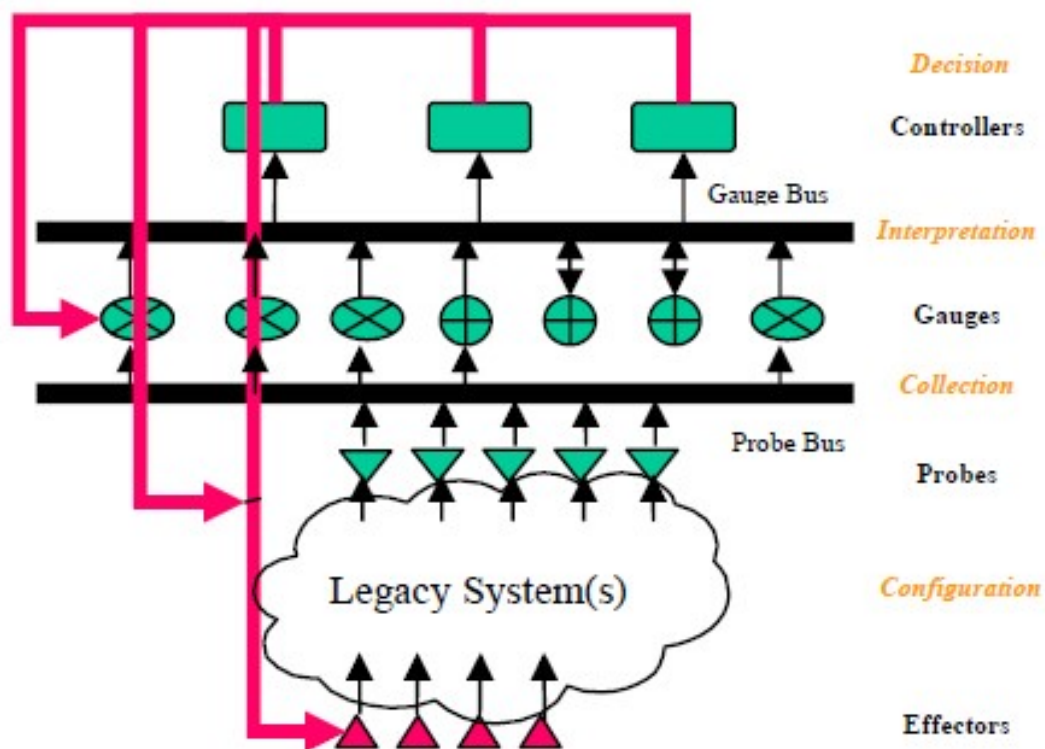 Decision
Controllers
Gauge Bus
Interpretation
Gauges
Collection
Probe Bus
Probes
Legacy System(s)
Configuration
Effectors